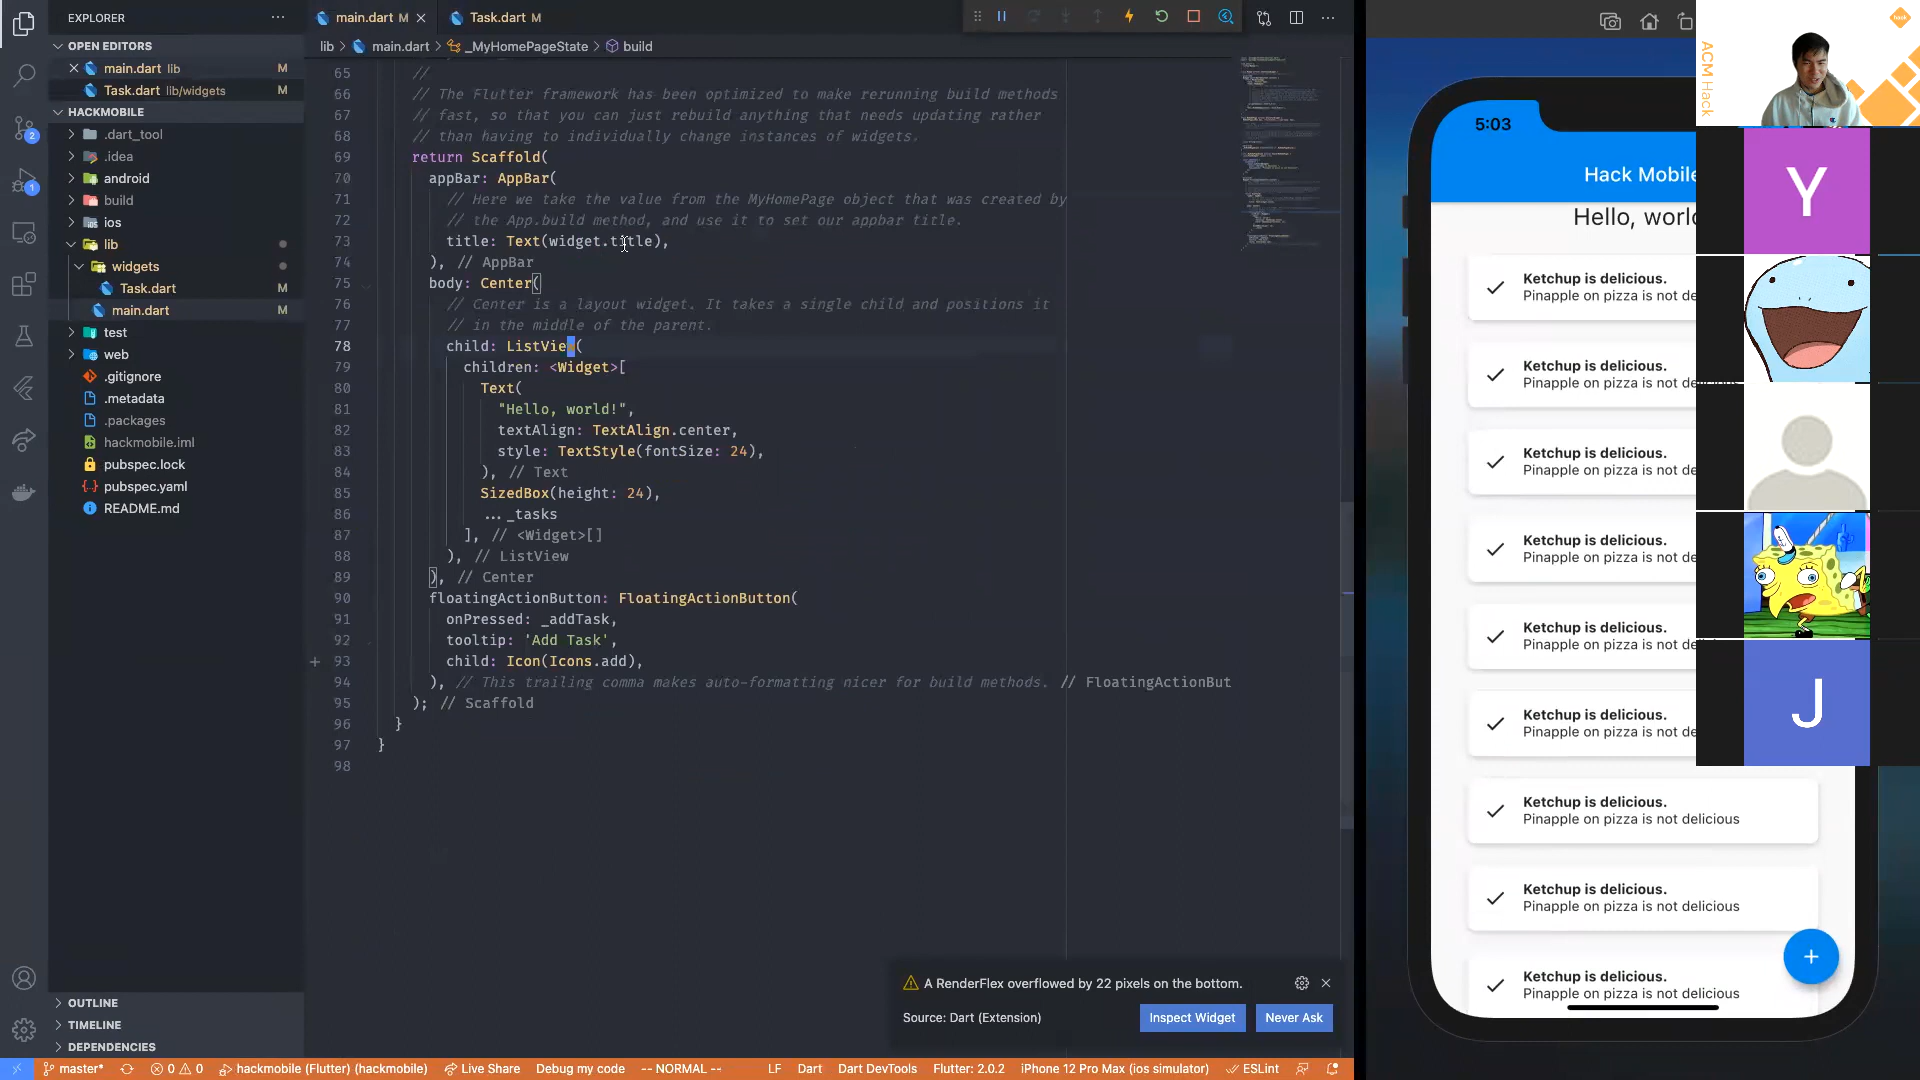 EXPLORER
OPEN EDITORS
main.dart lib M
Task.dart lib/widgets M
HACKMOBILE
.dart_tool
.idea
android
build
ios
lib
widgets
Task.dart M
main.dart M
test
web
.gitignore
.metadata
.packages
hackmobile.iml
pubspec.lock
pubspec.yaml
README.md
OUTLINE
TIMELINE
DEPENDENCIES
2
1
main.dart M
Task.dart M
lib > main.dart > _MyHomePageState > build
65 //
66 // The Flutter framework has been optimized to make rerunning build methods
67 // fast, so that you can just rebuild anything that needs updating rather
68 // than having to individually change instances of widgets.
69 return Scaffold(
70 appBar: AppBar(
71 // Here we take the value from the MyHomePage object that was created by
72 // the App.build method, and use it to set our appbar title.
73 title: Text(widget.title),
74 ), // AppBar
75 body: Center(
76 // Center is a layout widget. It takes a single child and positions it
77 // in the middle of the parent.
78 child: ListView(
79 children: <Widget>[
80 Text(
81 "Hello, world!",
82 textAlign: TextAlign.center,
83 style: TextStyle(fontSize: 24),
84 ), // Text
85 SizedBox(height: 24),
86 ..._tasks
87 ], // <Widget>[]
88 ), // ListView
89 ), // Center
90 floatingActionButton: FloatingActionButton(
91 onPressed: _addTask,
92 tooltip: 'Add Task',
93 child: Icon(Icons.add),
94 ), // This trailing comma makes auto-formatting nicer for build methods. // FloatingActionBut
95 ); // Scaffold
96 }
97 }
98
A RenderFlex overflowed by 22 pixels on the bottom.
Source: Dart (Extension)
Inspect Widget
Never Ask
master* 0 0 hackmobile (Flutter) (hackmobile) Live Share Debug my code -- NORMAL -- LF Dart Dart DevTools Flutter: 2.0.2 iPhone 12 Pro Max (ios simulator) ESLint
5:03
Hack Mobile
Hello, world
Ketchup is delicious.
Pinapple on pizza is not de
Ketchup is delicious.
Pinapple on pizza is not delicious
Ketchup is delicious.
Pinapple on pizza is not de
Ketchup is delicious.
Pinapple on pizza is not de
Ketchup is delicious.
Pinapple on pizza is not delicious
Ketchup is delicious.
Pinapple on pizza is not de
Ketchup is delicious.
Pinapple on pizza is not delicious
Ketchup is delicious.
Pinapple on pizza is not delicious
Ketchup is delicious.
Pinapple on pizza is not delicious
ACM Hack
hack
Y
J